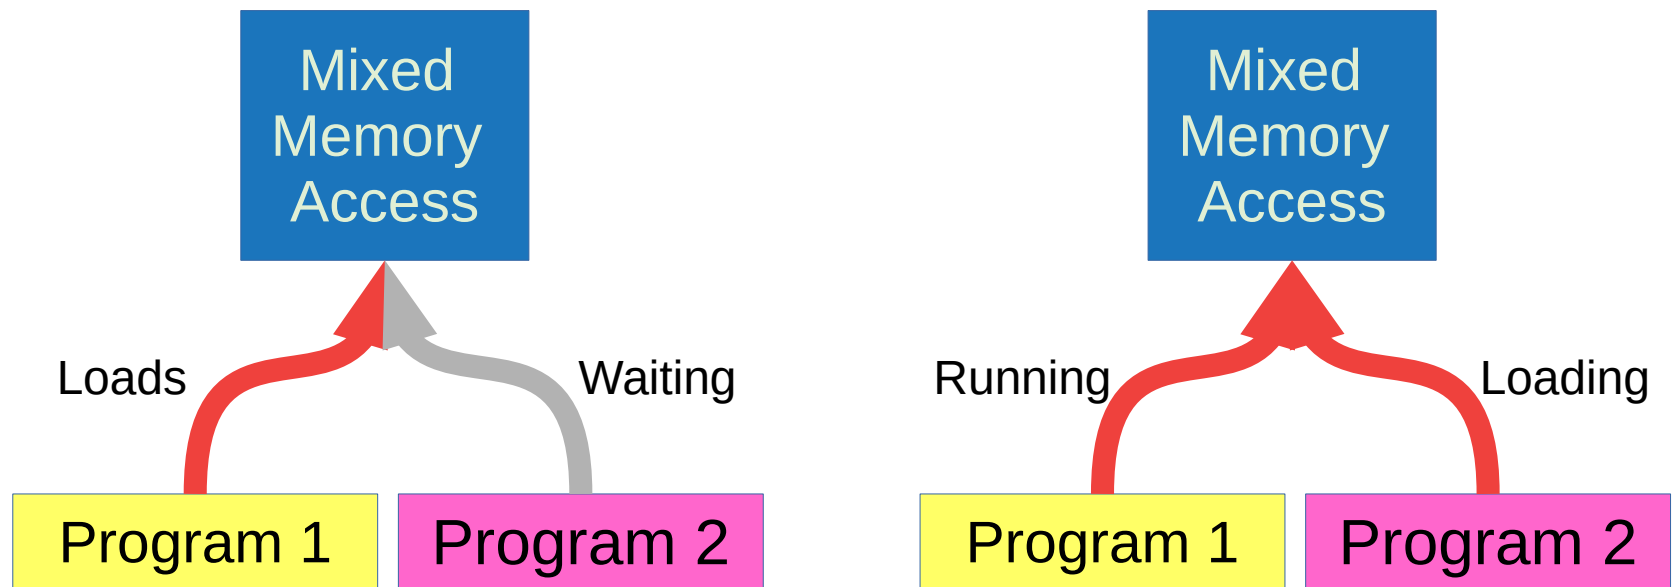 Mixed
Memory
Access
Loads
Waiting
Program 1
Program 2
Mixed
Memory
Access
Running
Loading
Program 1
Program 2